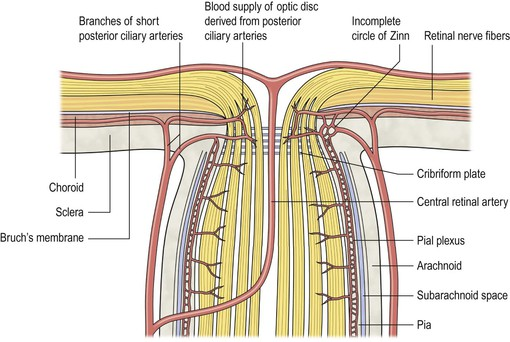 Branches of short
posterior ciliary arteries
Blood supply of optic disc
derived from posterior
ciliary arteries
Incomplete
circle of Zinn
Retinal nerve fibers
Choroid
Sclera
Bruch's membrane
Cribriform plate
Central retinal artery
Pial plexus
Arachnoid
Subarachnoid space
Pia